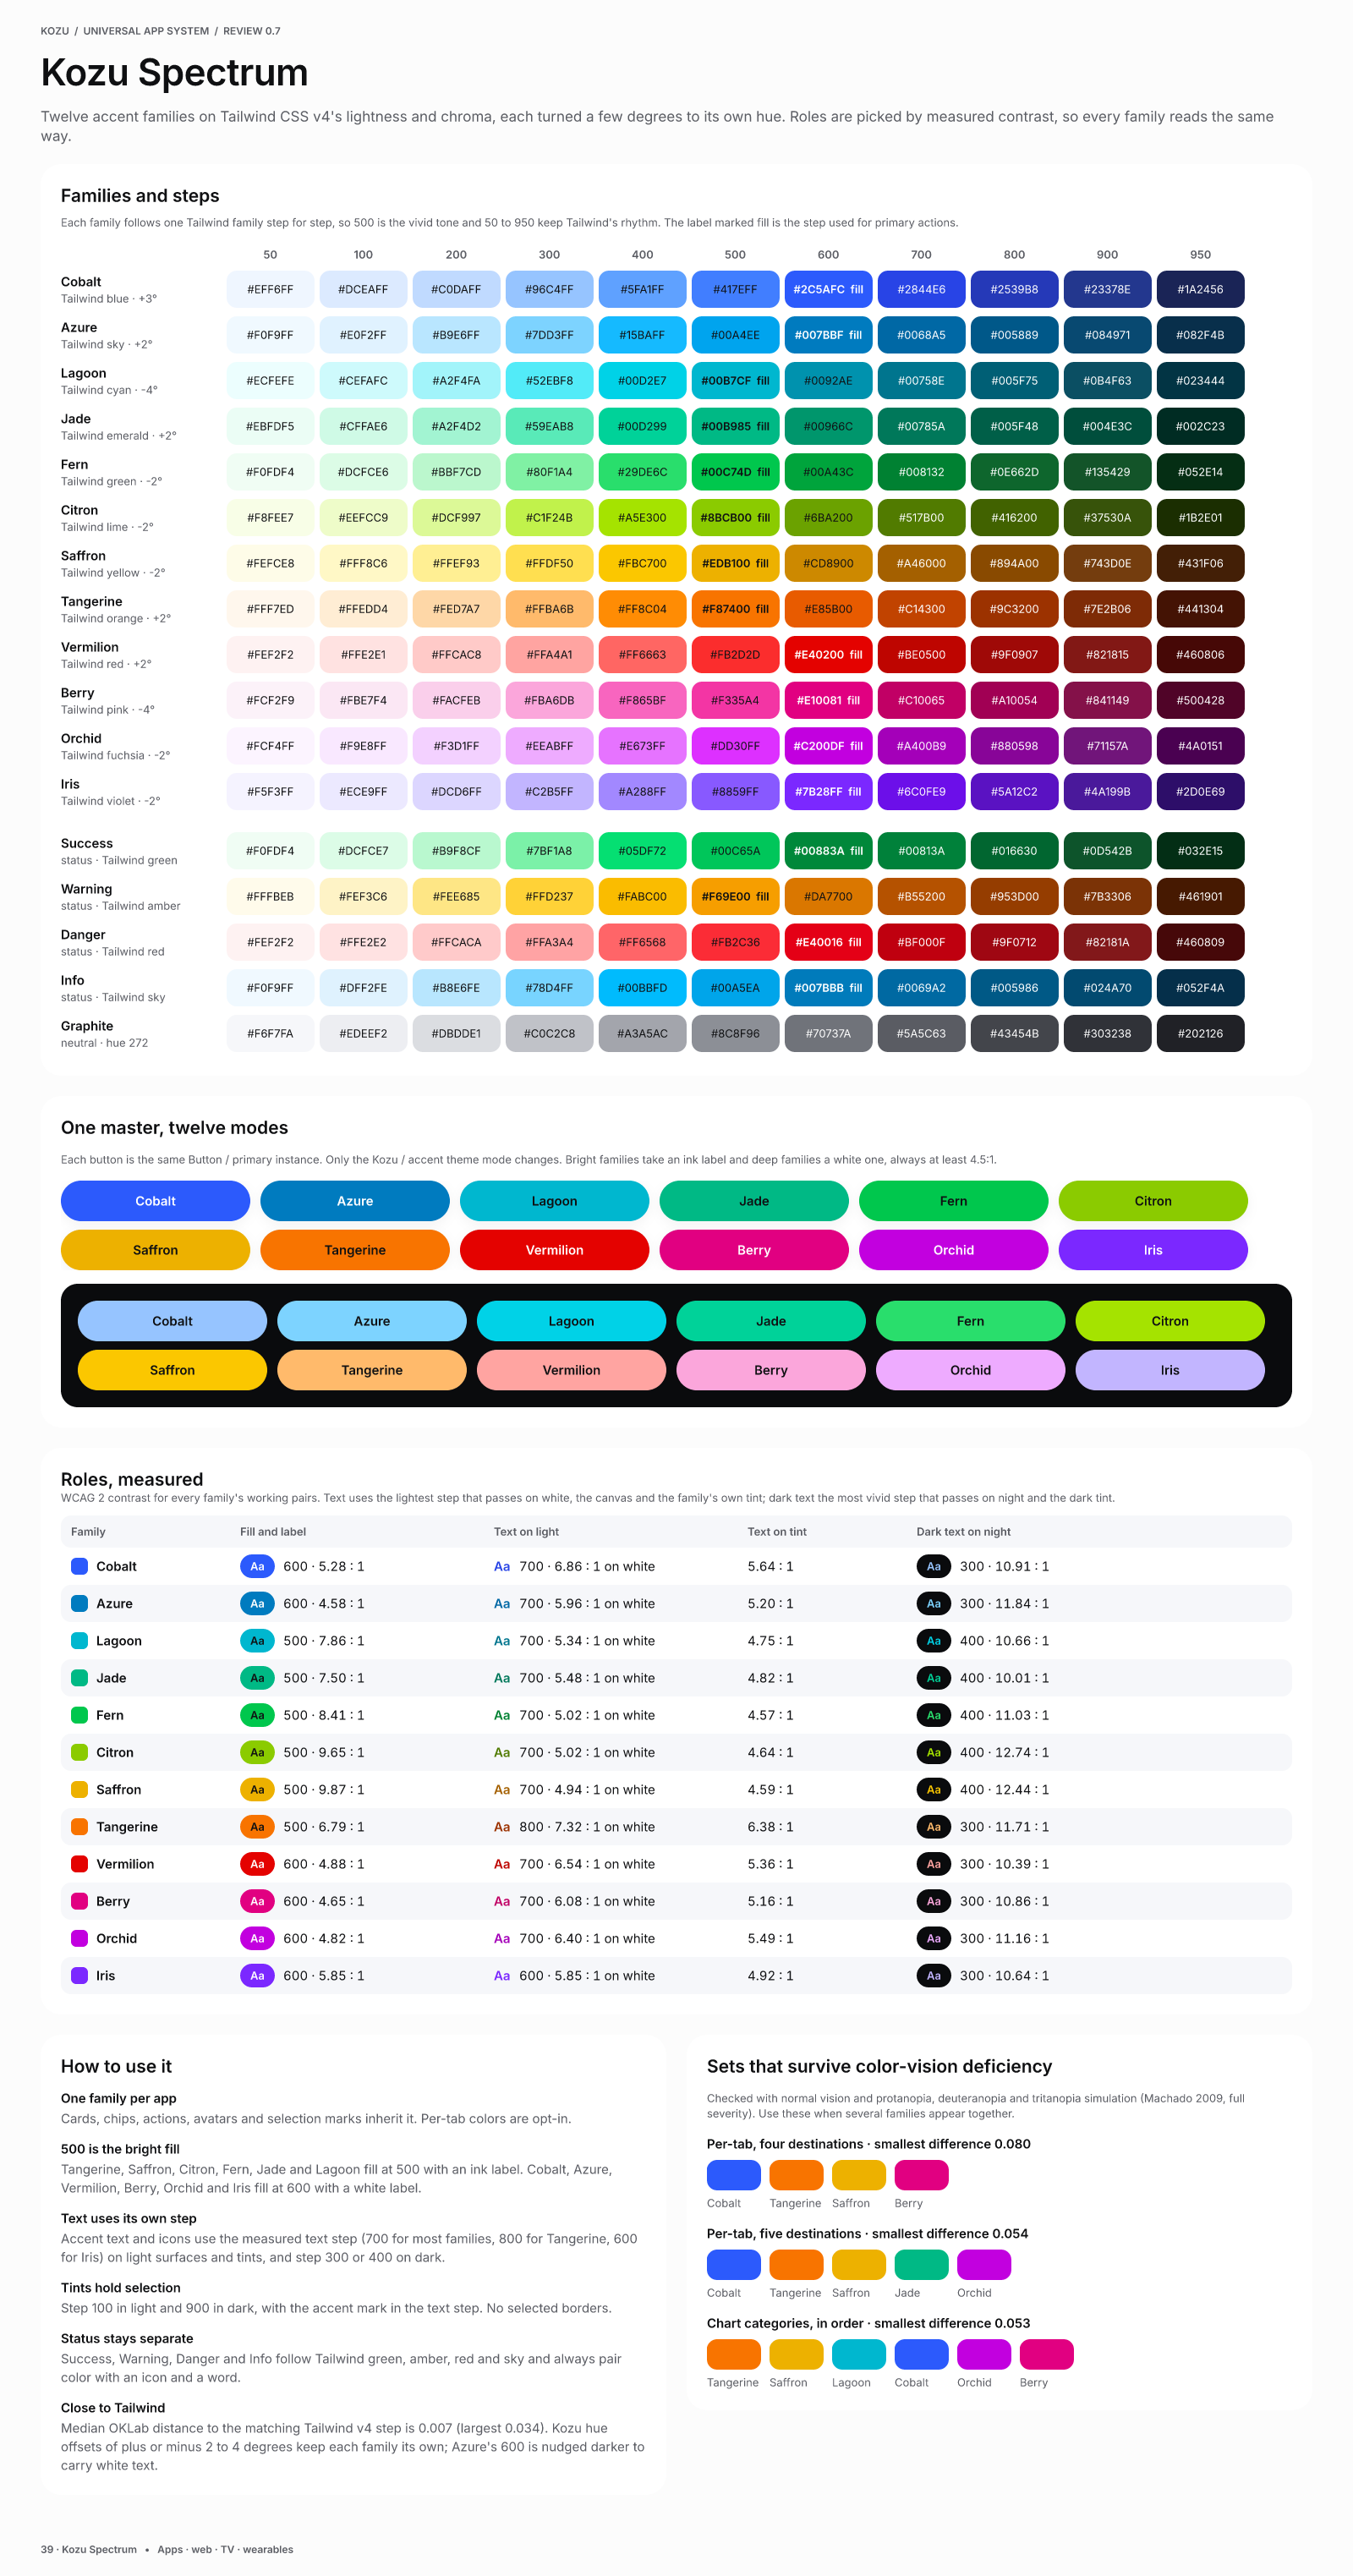 KOZU / UNIVERSAL APP SYSTEM / REVIEW 0.7
Kozu Spectrum
Twelve accent families on Tailwind CSS v4's lightness and chroma, each turned a few degrees to its own hue. Roles are picked by measured contrast, so every family reads the same
way.
Families and steps
Each family follows one Tailwind family step for step, so 500 is the vivid tone and 50 to 950 keep Tailwind's rhythm. The label marked fill is the step used for primary actions.
50 100 200 300 400 500 600 700 800 900 950
Cobalt
Tailwind blue · +3°
#EFF6FF #DCEAFF #C0DAFF #96C4FF #5FA1FF #417EFF #2C5AFC fill #2844E6 #2539B8 #23378E #1A2456
Azure
Tailwind sky · +2°
#F0F9FF #E0F2FF #B9E6FF #7DD3FF #15BAFF #00A4EE #007BBF fill #0068A5 #005889 #084971 #082F4B
Lagoon
Tailwind cyan · -4°
#ECFEFE #CEFAFC #A2F4FA #52EBF8 #00D2E7 #00B7CF fill #0092AE #00758E #005F75 #0B4F63 #023444
Jade
Tailwind emerald · +2°
#EBFDF5 #CFFAE6 #A2F4D2 #59EAB8 #00D299 #00B985 fill #00966C #00785A #005F48 #004E3C #002C23
Fern
Tailwind green · -2°
#F0FDF4 #DCFCE6 #BBF7CD #80F1A4 #29DE6C #00C74D fill #00A43C #008132 #0E662D #135429 #052E14
Citron
Tailwind lime · -2°
#F8FEE7 #EEFCC9 #DCF997 #C1F24B #A5E300 #8BCB00 fill #6BA200 #517B00 #416200 #37530A #1B2E01
Saffron
Tailwind yellow · -2°
#FEFCE8 #FFF8C6 #FFEF93 #FFDF50 #FBC700 #EDB100 fill #CD8900 #A46000 #894A00 #743D0E #431F06
Tangerine
Tailwind orange · +2°
#FFF7ED #FFEDD4 #FED7A7 #FFBA6B #FF8C04 #F87400 fill #E85B00 #C14300 #9C3200 #7E2B06 #441304
Vermilion
Tailwind red · +2°
#FEF2F2 #FFE2E1 #FFCAC8 #FFA4A1 #FF6663 #FB2D2D #E40200 fill #BE0500 #9F0907 #821815 #460806
Berry
Tailwind pink · -4°
#FCF2F9 #FBE7F4 #FACFEB #FBA6DB #F865BF #F335A4 #E10081 fill #C10065 #A10054 #841149 #500428
Orchid
Tailwind fuchsia · -2°
#FCF4FF #F9E8FF #F3D1FF #EEABFF #E673FF #DD30FF #C200DF fill #A400B9 #880598 #71157A #4A0151
Iris
Tailwind violet · -2°
#F5F3FF #ECE9FF #DCD6FF #C2B5FF #A288FF #8859FF #7B28FF fill #6C0FE9 #5A12C2 #4A199B #2D0E69
Success
status · Tailwind green
#F0FDF4 #DCFCE7 #B9F8CF #7BF1A8 #05DF72 #00C65A #00883A fill #00813A #016630 #0D542B #032E15
Warning
status · Tailwind amber
#FFFBEB #FEF3C6 #FEE685 #FFD237 #FABC00 #F69E00 fill #DA7700 #B55200 #953D00 #7B3306 #461901
Danger
status · Tailwind red
#FEF2F2 #FFE2E2 #FFCACA #FFA3A4 #FF6568 #FB2C36 #E40016 fill #BF000F #9F0712 #82181A #460809
Info
status · Tailwind sky
#F0F9FF #DFF2FE #B8E6FE #78D4FF #00BBFD #00A5EA #007BBB fill #0069A2 #005986 #024A70 #052F4A
Graphite
neutral · hue 272
#F6F7FA #EDEEF2 #DBDDE1 #C0C2C8 #A3A5AC #8C8F96 #70737A #5A5C63 #43454B #303238 #202126
One master, twelve modes
Each button is the same Button / primary instance. Only the Kozu / accent theme mode changes. Bright families take an ink label and deep families a white one, always at least 4.5:1.
Cobalt Azure Lagoon Jade Fern Citron
Saffron Tangerine Vermilion Berry Orchid Iris
Cobalt Azure Lagoon Jade Fern Citron
Saffron Tangerine Vermilion Berry Orchid Iris
Roles, measured
WCAG 2 contrast for every family's working pairs. Text uses the lightest step that passes on white, the canvas and the family's own tint; dark text the most vivid step that passes on night and the dark tint.
Family Fill and label Text on light Text on tint Dark text on night
Cobalt Aa 600 · 5.28 : 1 Aa 700 · 6.86 : 1 on white 5.64 : 1 Aa 300 · 10.91 : 1
Azure Aa 600 · 4.58 : 1 Aa 700 · 5.96 : 1 on white 5.20 : 1 Aa 300 · 11.84 : 1
Lagoon Aa 500 · 7.86 : 1 Aa 700 · 5.34 : 1 on white 4.75 : 1 Aa 400 · 10.66 : 1
Jade Aa 500 · 7.50 : 1 Aa 700 · 5.48 : 1 on white 4.82 : 1 Aa 400 · 10.01 : 1
Fern Aa 500 · 8.41 : 1 Aa 700 · 5.02 : 1 on white 4.57 : 1 Aa 400 · 11.03 : 1
Citron Aa 500 · 9.65 : 1 Aa 700 · 5.02 : 1 on white 4.64 : 1 Aa 400 · 12.74 : 1
Saffron Aa 500 · 9.87 : 1 Aa 700 · 4.94 : 1 on white 4.59 : 1 Aa 400 · 12.44 : 1
Tangerine Aa 500 · 6.79 : 1 Aa 800 · 7.32 : 1 on white 6.38 : 1 Aa 300 · 11.71 : 1
Vermilion Aa 600 · 4.88 : 1 Aa 700 · 6.54 : 1 on white 5.36 : 1 Aa 300 · 10.39 : 1
Berry Aa 600 · 4.65 : 1 Aa 700 · 6.08 : 1 on white 5.16 : 1 Aa 300 · 10.86 : 1
Orchid Aa 600 · 4.82 : 1 Aa 700 · 6.40 : 1 on white 5.49 : 1 Aa 300 · 11.16 : 1
Iris Aa 600 · 5.85 : 1 Aa 600 · 5.85 : 1 on white 4.92 : 1 Aa 300 · 10.64 : 1
How to use it
One family per app
Cards, chips, actions, avatars and selection marks inherit it. Per-tab colors are opt-in.
500 is the bright fill
Tangerine, Saffron, Citron, Fern, Jade and Lagoon fill at 500 with an ink label. Cobalt, Azure,
Vermilion, Berry, Orchid and Iris fill at 600 with a white label.
Text uses its own step
Accent text and icons use the measured text step (700 for most families, 800 for Tangerine, 600
for Iris) on light surfaces and tints, and step 300 or 400 on dark.
Tints hold selection
Step 100 in light and 900 in dark, with the accent mark in the text step. No selected borders.
Status stays separate
Success, Warning, Danger and Info follow Tailwind green, amber, red and sky and always pair
color with an icon and a word.
Close to Tailwind
Median OKLab distance to the matching Tailwind v4 step is 0.007 (largest 0.034). Kozu hue
offsets of plus or minus 2 to 4 degrees keep each family its own; Azure's 600 is nudged darker to
carry white text.
Sets that survive color-vision deficiency
Checked with normal vision and protanopia, deuteranopia and tritanopia simulation (Machado 2009, full
severity). Use these when several families appear together.
Per-tab, four destinations · smallest difference 0.080
Cobalt Tangerine Saffron Berry
Per-tab, five destinations · smallest difference 0.054
Cobalt Tangerine Saffron Jade Orchid
Chart categories, in order · smallest difference 0.053
Tangerine Saffron Lagoon Cobalt Orchid Berry
39 · Kozu Spectrum • Apps · web · TV · wearables